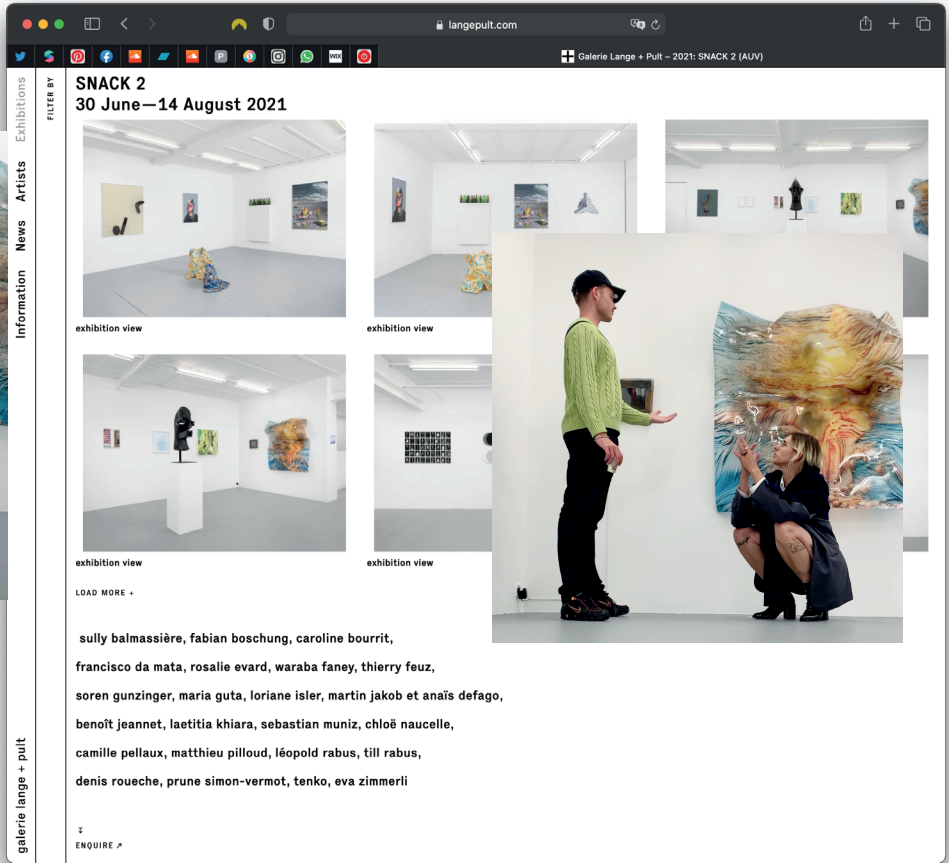 langepult.com
WIX
Galerie Lange + Pult – 2021: SNACK 2 (AUV)
Exhibitions
Artists
News
Information
galerie lange + pult
FILTER BY
SNACK 2
30 June—14 August 2021
exhibition view
exhibition view
exhibition view
exhibition view
LOAD MORE +
sully balmassière, fabian boschung, caroline bourrit,
francisco da mata, rosalie evard, waraba faney, thierry feuz,
soren gunzinger, maria guta, loriane isler, martin jakob et anaïs defago,
benoît jeannet, laetitia khiara, sebastian muniz, chloë naucelle,
camille pellaux, matthieu pilloud, léopold rabus, till rabus,
denis roueche, prune simon-vermot, tenko, eva zimmerli
ENQUIRE ↗